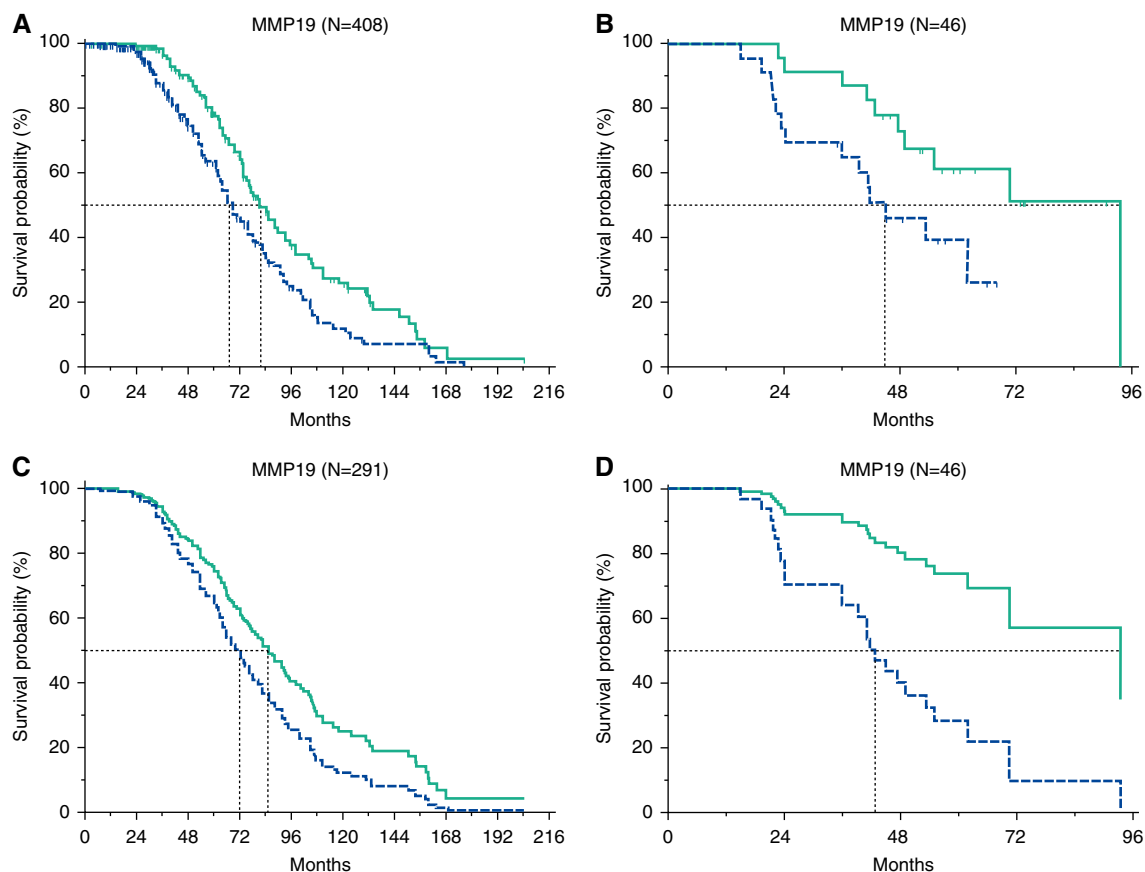 A
MMP19 (N=408)
Survival probability (%)
100
80
60
40
20
0
0 24 48 72 96 120 144 168 192 216
Months
B
MMP19 (N=46)
Survival probability (%)
100
80
60
40
20
0
0 24 48 72 96
Months
C
MMP19 (N=291)
Survival probability (%)
100
80
60
40
20
0
0 24 48 72 96 120 144 168 192 216
Months
D
MMP19 (N=46)
Survival probability (%)
100
80
60
40
20
0
0 24 48 72 96
Months